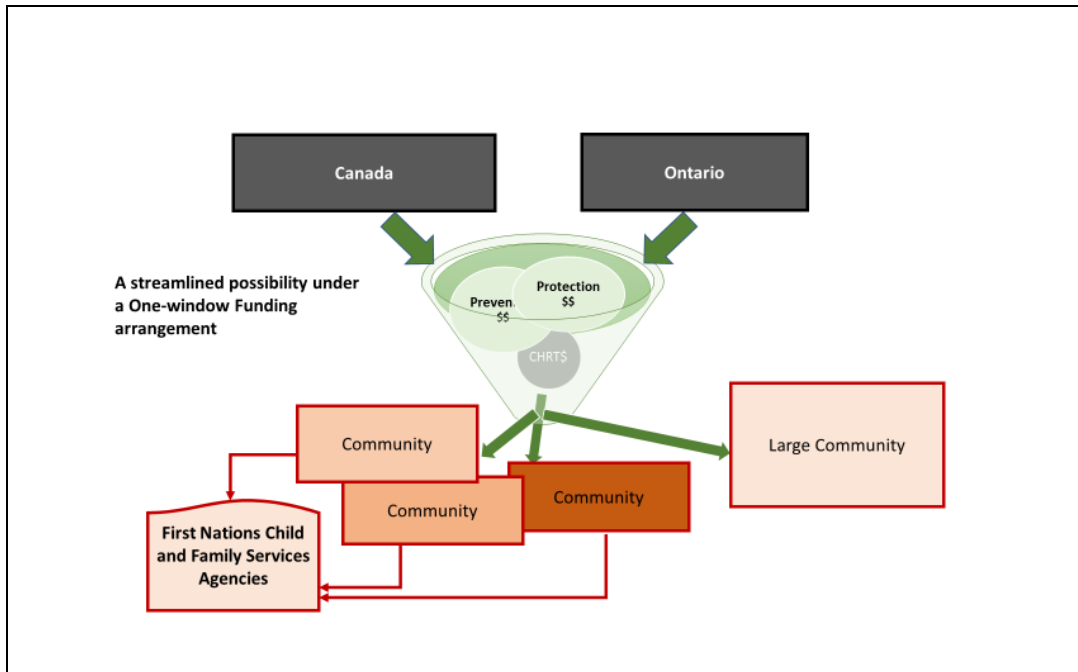 Canada
Ontario
A streamlined possibility under
a One-window Funding
arrangement
Protection
$$
Preven
$$
CHRT$
Community
Large Community
Community
Community
First Nations Child
and Family Services
Agencies